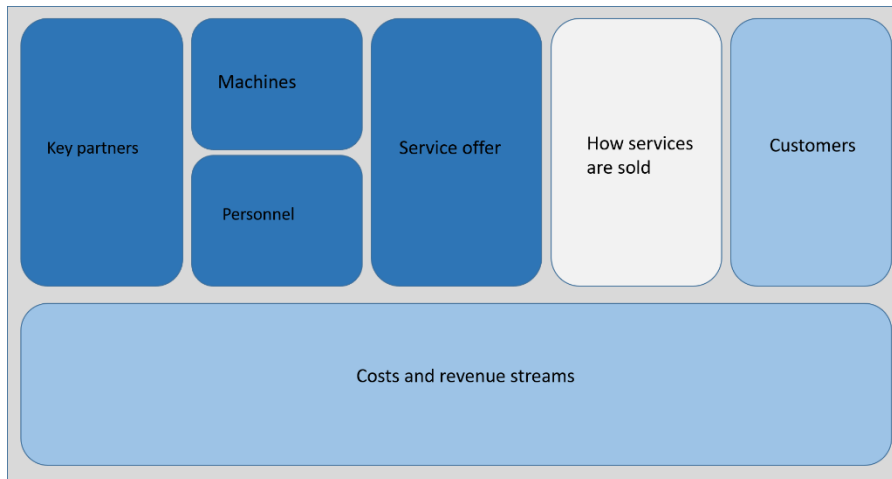 Key partners
Machines
Personnel
Service offer
How services
are sold
Customers
Costs and revenue streams